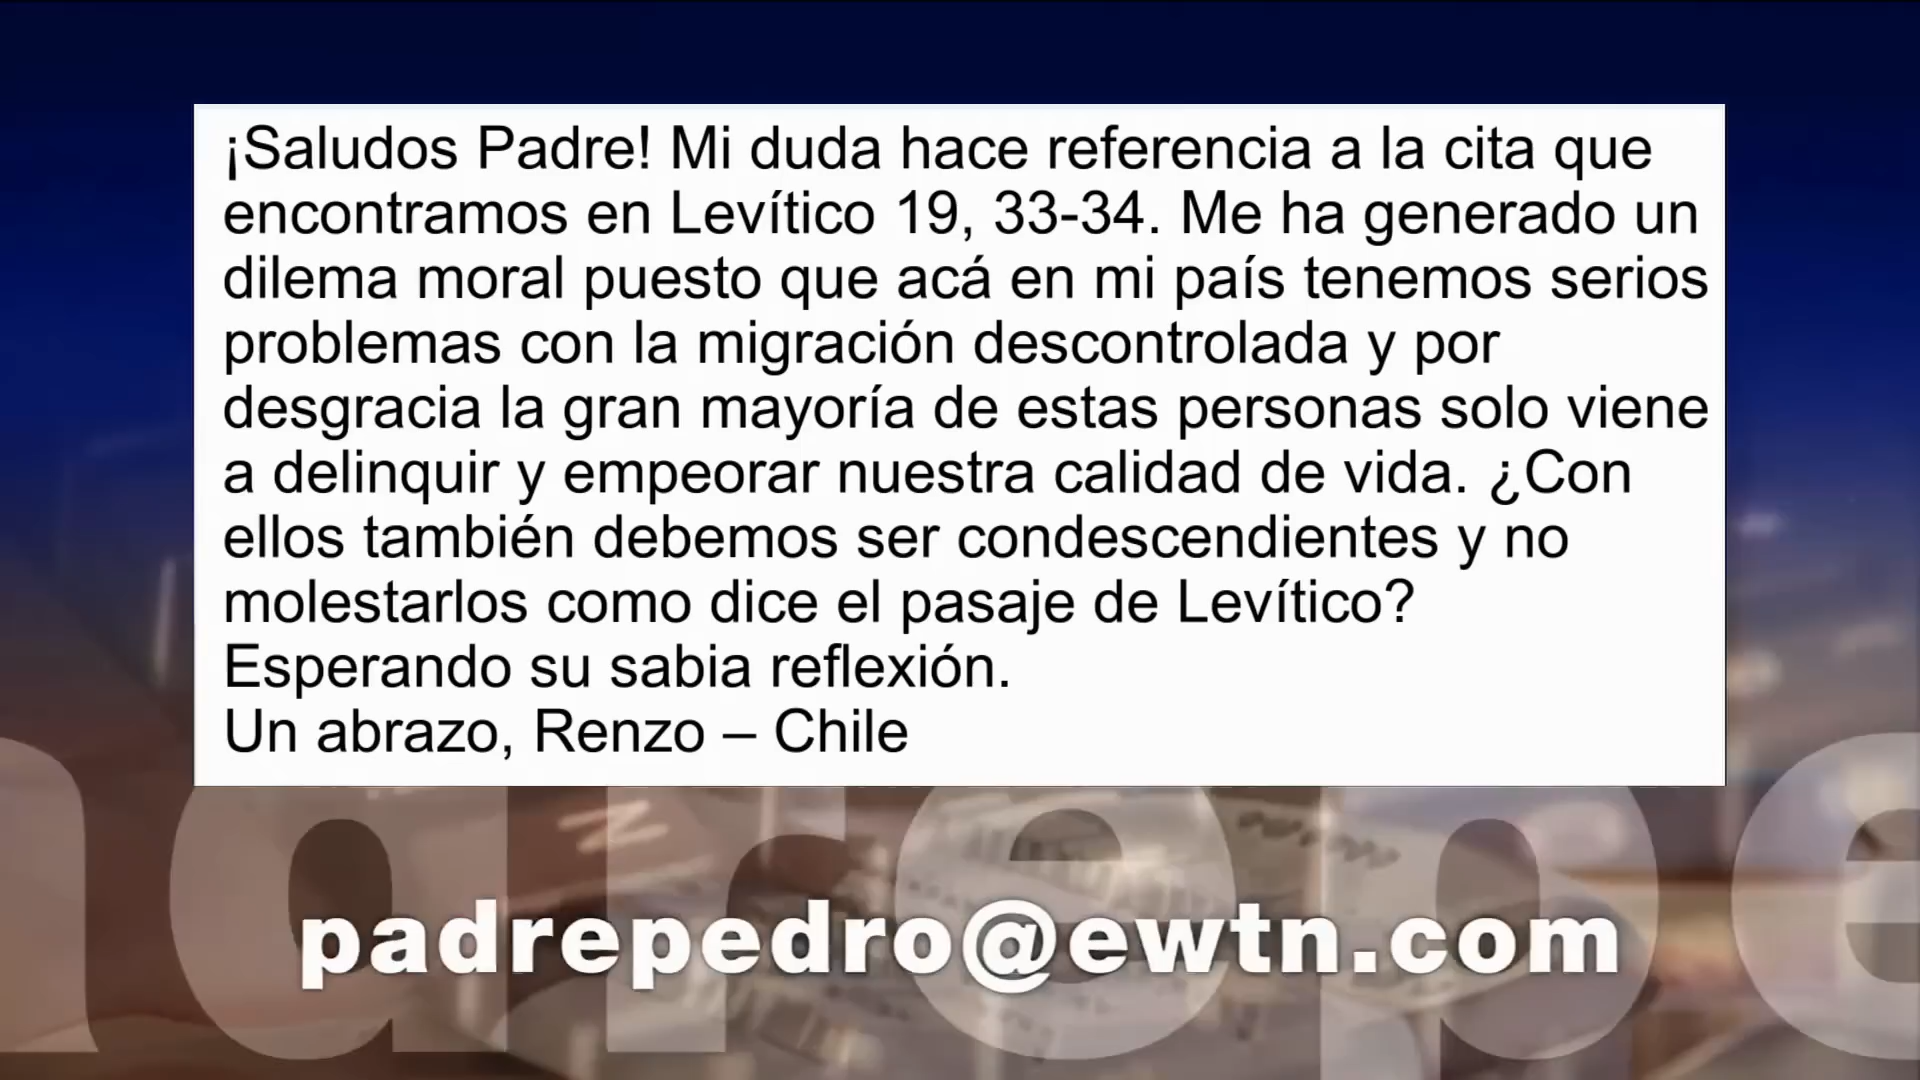 ¡Saludos Padre! Mi duda hace referencia a la cita que
encontramos en Levítico 19, 33-34. Me ha generado un
dilema moral puesto que acá en mi país tenemos serios
problemas con la migración descontrolada y por
desgracia la gran mayoría de estas personas solo viene
a delinquir y empeorar nuestra calidad de vida. ¿Con
ellos también debemos ser condescendientes y no
molestarlos como dice el pasaje de Levítico?
Esperando su sabia reflexión.
Un abrazo, Renzo – Chile
adrepe
padrepedro@ewtn.com